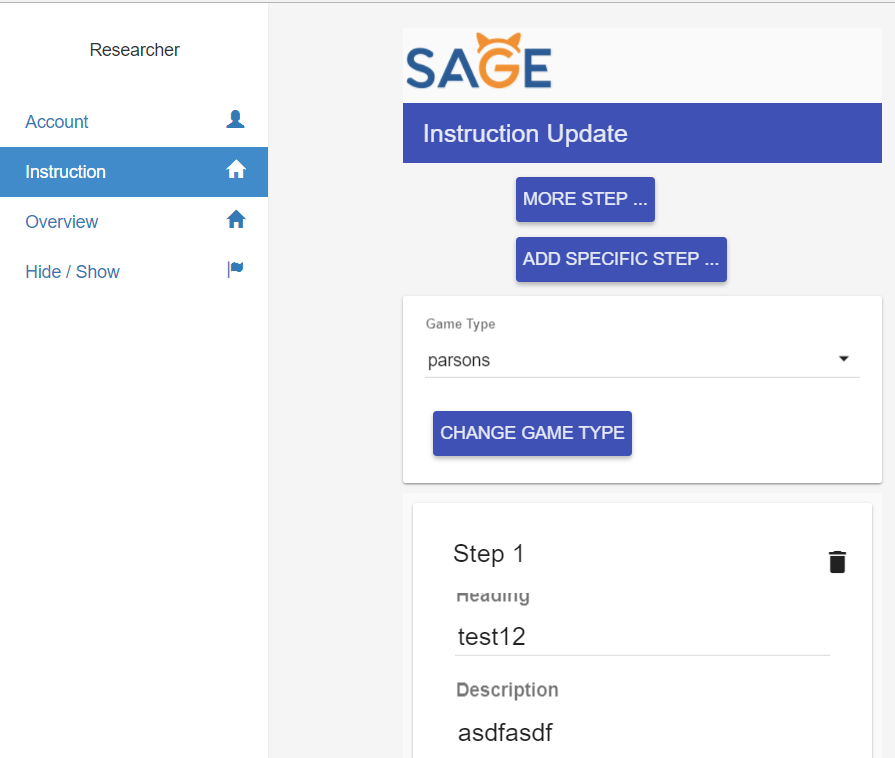 Researcher
Account
Instruction
Overview
Hide / Show
SAGE
Instruction Update
MORE STEP ...
ADD SPECIFIC STEP ...
Game Type
parsons
CHANGE GAME TYPE
Step 1
Heading
test12
Description
asdfasdf